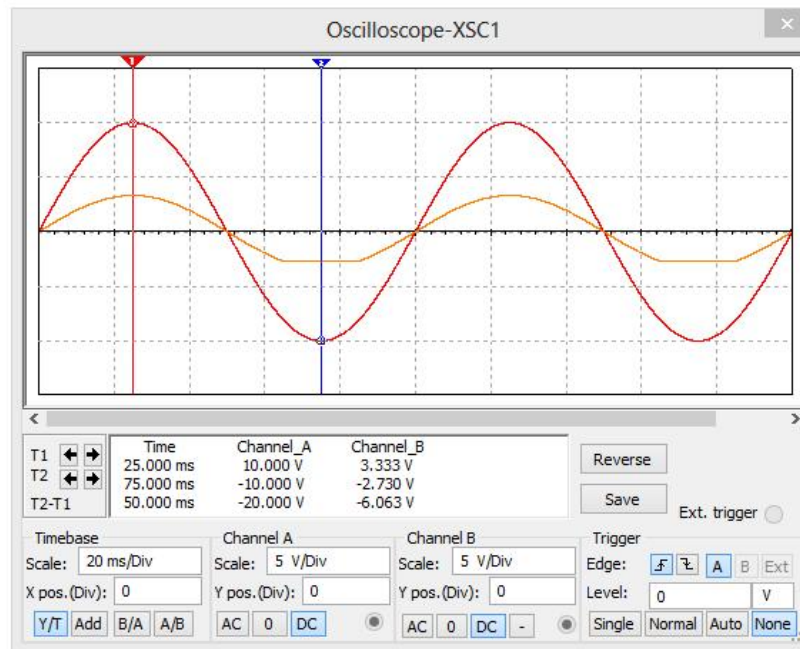 Oscilloscope-XSC1
1
2
Time Channel_A Channel_B
T1 25.000 ms 10.000 V 3.333 V
T2 75.000 ms -10.000 V -2.730 V
T2-T1 50.000 ms -20.000 V -6.063 V
Reverse
Save
Ext. trigger
Timebase
Scale: 20 ms/Div
X pos.(Div): 0
Y/T Add B/A A/B
Channel A
Scale: 5 V/Div
Y pos.(Div): 0
AC 0 DC
Channel B
Scale: 5 V/Div
Y pos.(Div): 0
AC 0 DC -
Trigger
Edge: A B Ext
Level: 0 V
Single Normal Auto None